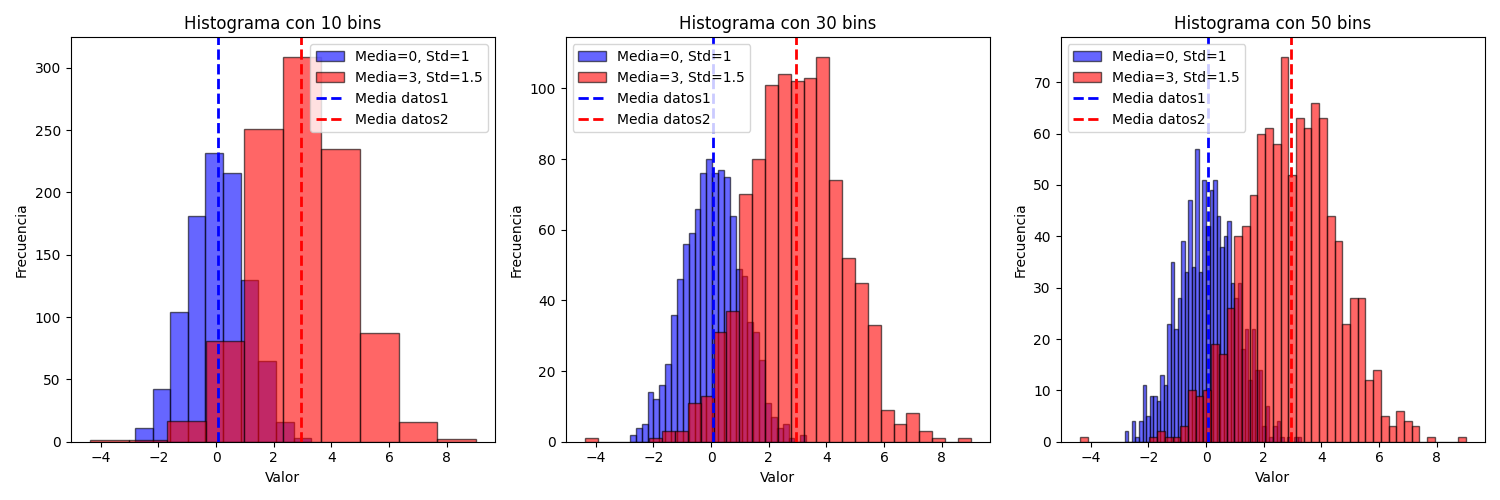 Histograma con 10 bins
Media=0, Std=1
Media=3, Std=1.5
Media datos1
Media datos2
Frecuencia
300
250
200
150
100
50
0
−4 −2 0 2 4 6 8
Valor
Histograma con 30 bins
Media=0, Std=1
Media=3, Std=1.5
Media datos1
Media datos2
Frecuencia
100
80
60
40
20
0
−4 −2 0 2 4 6 8
Valor
Histograma con 50 bins
Media=0, Std=1
Media=3, Std=1.5
Media datos1
Media datos2
Frecuencia
70
60
50
40
30
20
10
0
−4 −2 0 2 4 6 8
Valor